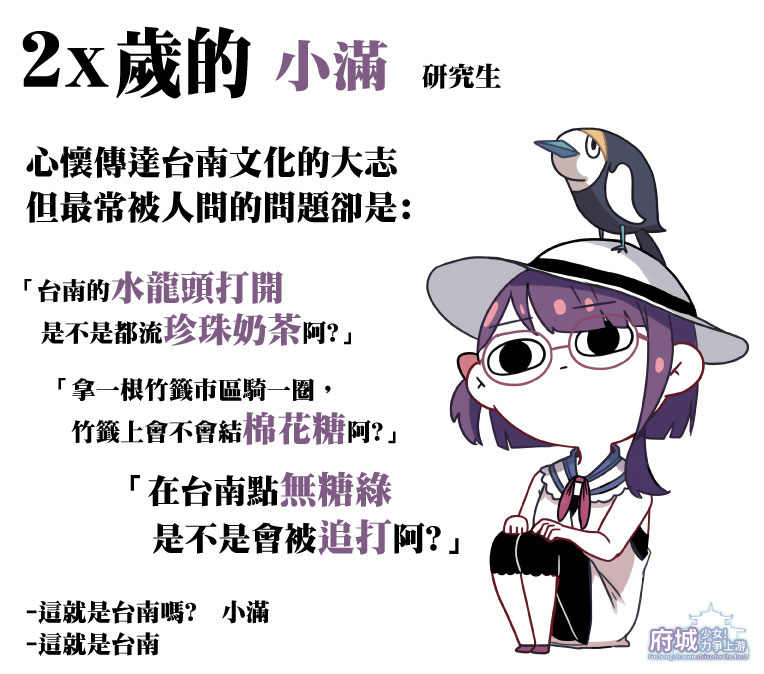 2x歲的 小滿 研究生
心懷傳達台南文化的大志
但最常被人問的問題卻是：
「台南的水龍頭打開
是不是都流珍珠奶茶阿？」
「拿一根竹籤市區騎一圈，
竹籤上會不會結棉花糖阿？」
「在台南點無糖綠
是不是會被追打阿？」
-這就是台南嗎？ 小滿
-這就是台南
府城少女！
力爭上游